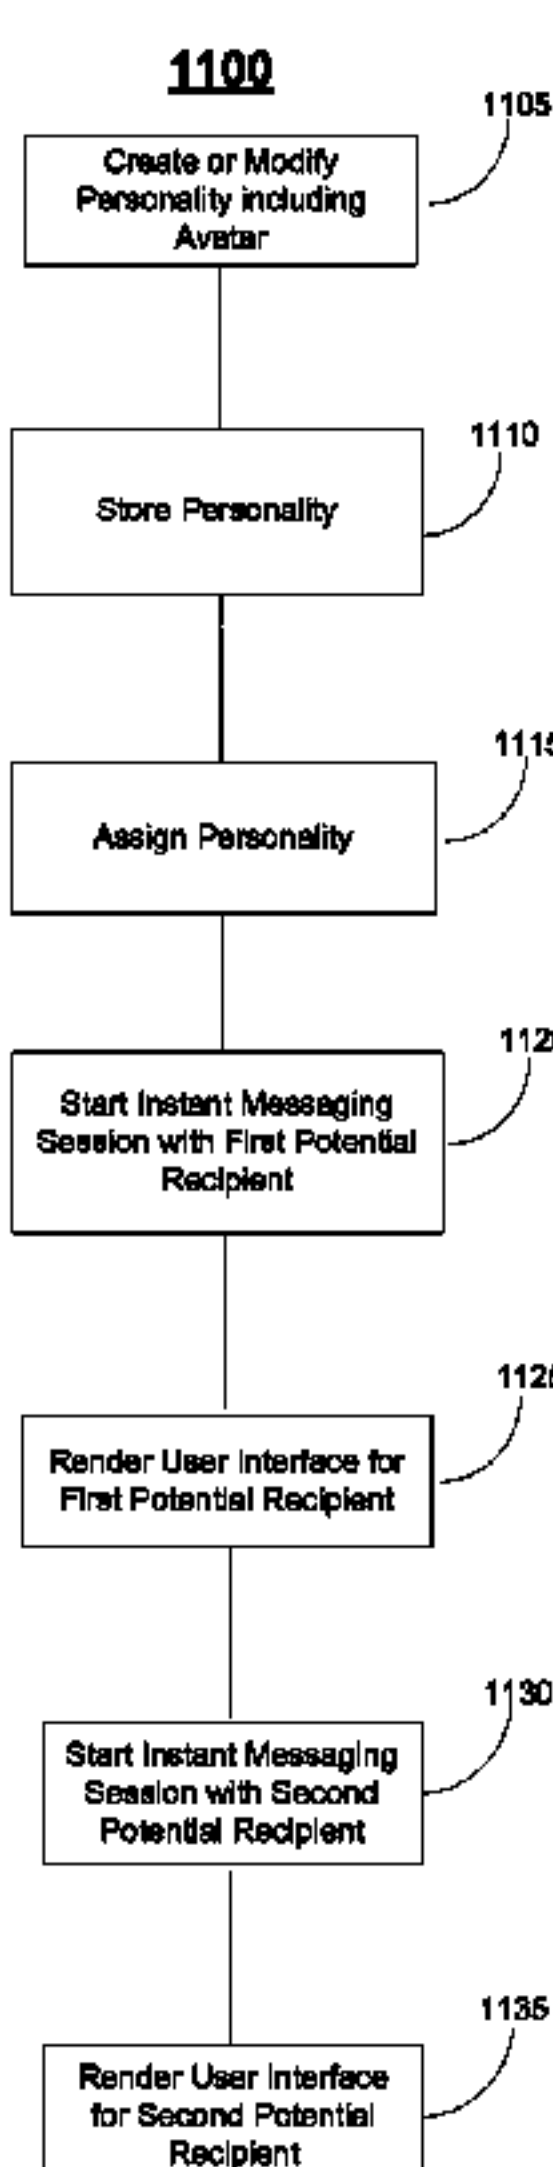 1100
1105
Create or Modify
Personality including
Avatar
1110
Store Personality
1115
Assign Personality
112
Start Instant Messaging
Session with First Potential
Recipient
1125
Render User Interface for
First Potential Recipient
1130
Start Instant Messaging
Session with Second
Potential Recipient
1135
Render User Interface
for Second Potential
Recipient